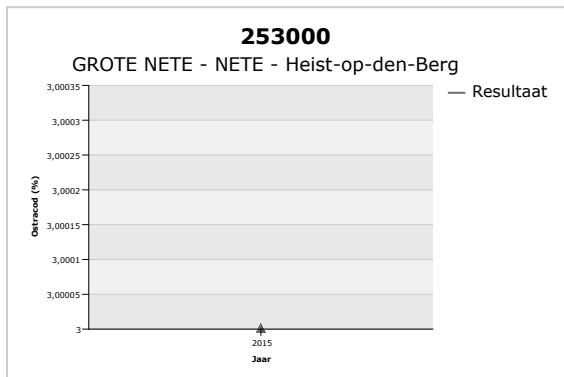 253000
GROTE NETE - NETE - Heist-op-den-Berg
Resultaat
Ostracod (%)
3,00035
3,0003
3,00025
3,0002
3,00015
3,0001
3,00005
3
2015
Jaar